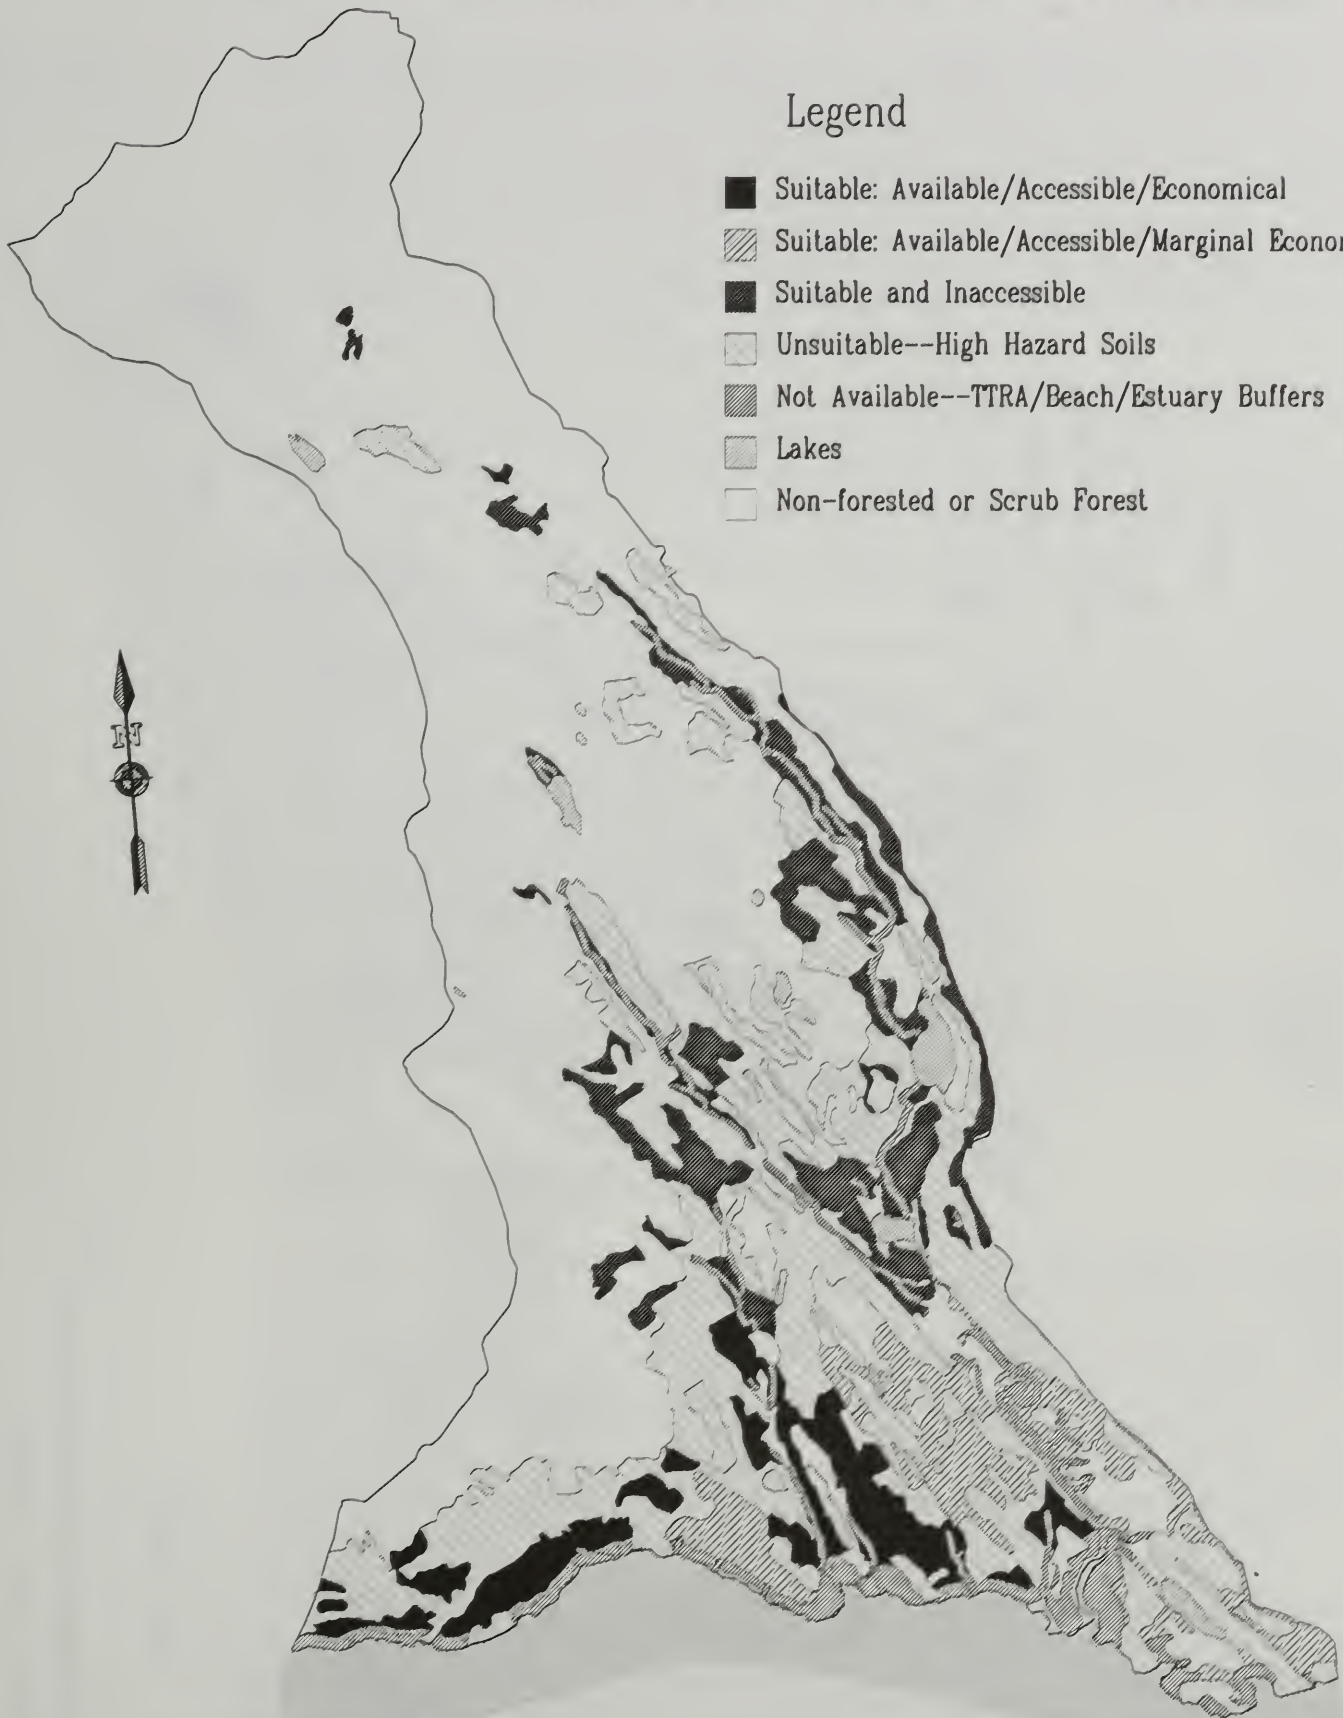 Legend
Suitable: Available/Accessible/Economical
Suitable: Available/Accessible/Marginal
Suitable and Inaccessible
Unsuitable--High Hazard Soils
Not Available--TTRA/Beach/Estuary Buffers
Lakes
Non-forested or Scrub Forest
N